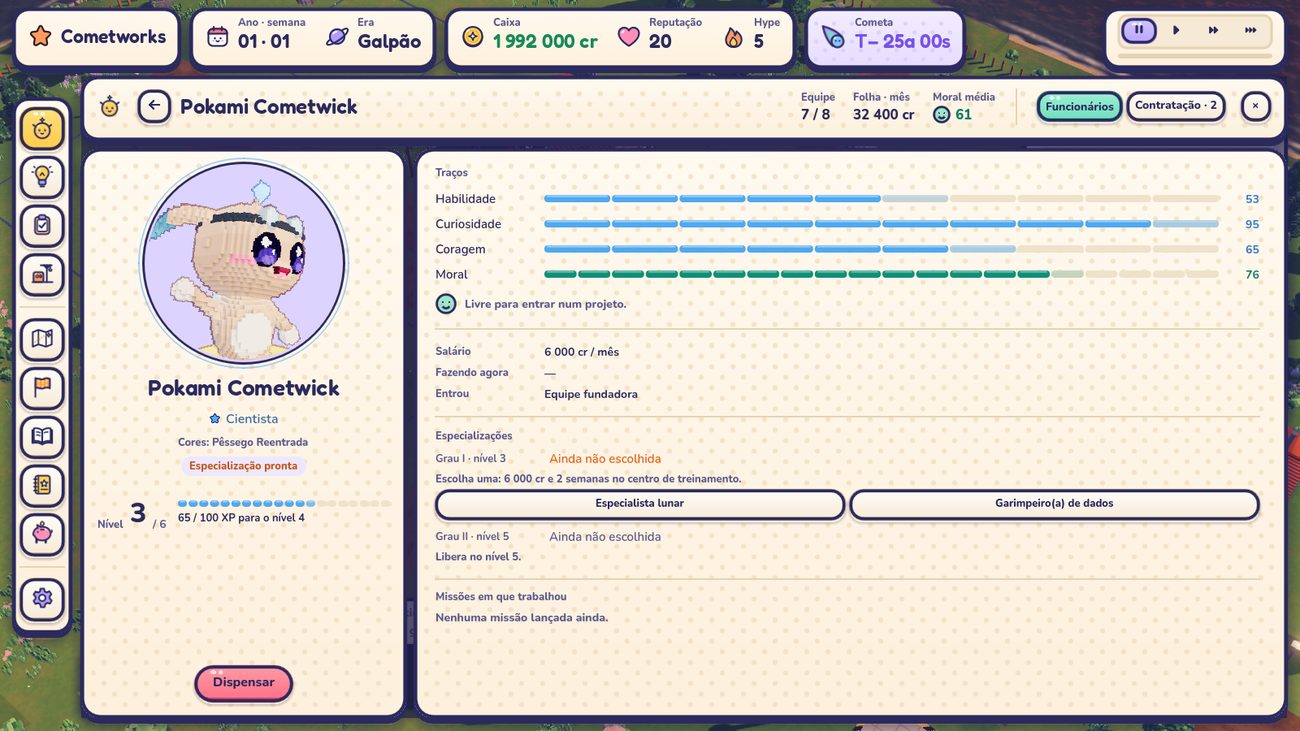 Cometworks
Ano · semana
01 · 01
Era
Galpão
Caixa
1 992 000 cr
Reputação
20
Hype
5
Cometa
T− 25a 00s
Pokami Cometwick
Equipe
7 / 8
Folha · mês
32 400 cr
Moral média
61
Funcionários
Contratação · 2
Pokami Cometwick
Cientista
Cores: Pêssego Reentrada
Especialização pronta
Nível 3 / 6
65 / 100 XP para o nível 4
Dispensar
Traços
Habilidade 53
Curiosidade 95
Coragem 65
Moral 76
Livre para entrar num projeto.
Salário 6 000 cr / mês
Fazendo agora —
Entrou Equipe fundadora
Especializações
Grau I · nível 3 Ainda não escolhida
Escolha uma: 6 000 cr e 2 semanas no centro de treinamento.
Especialista lunar
Garimpeiro(a) de dados
Grau II · nível 5 Ainda não escolhida
Libera no nível 5.
Missões em que trabalhou
Nenhuma missão lançada ainda.